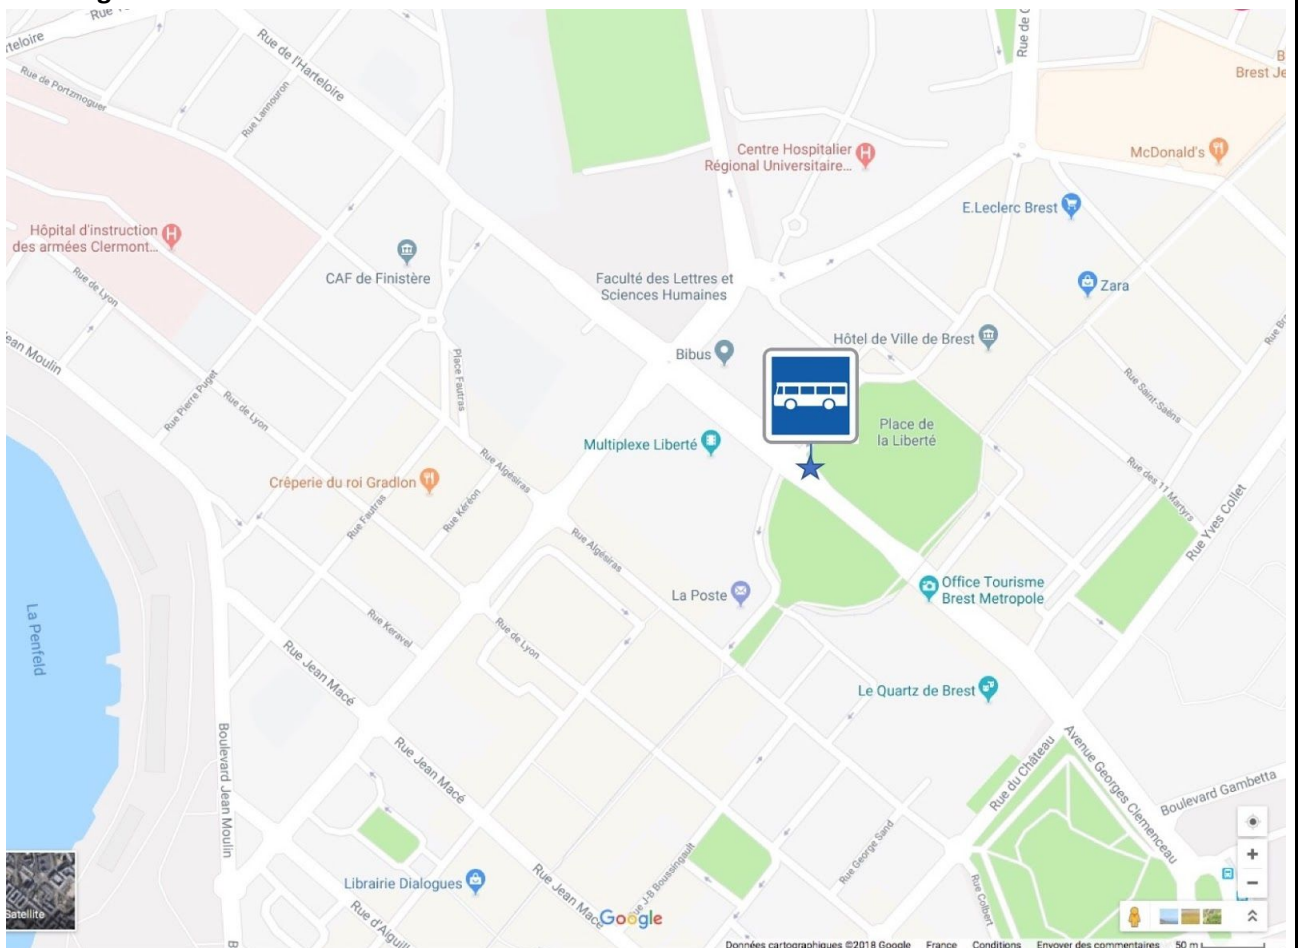 Rue de l'Harteloire
Rue de Portzmoguer
Rue Lannouron
Centre Hospitalier
Régional Universitaire...
McDonald's
Brest Je
E.Leclerc Brest
Hôpital d'instruction
des armées Clermont...
CAF de Finistère
Faculté des Lettres et
Sciences Humaines
Zara
Rue de Lyon
Hôtel de Ville de Brest
Bibus
ean Moulin
Place Fautras
Rue Pierre Puget
Rue de Lyon
Rue Saint-Saëns
Place de
la Liberté
Multiplexe Liberté
Rue Algésiras
Crêperie du roi Gradlon
Rue Fautras
Rue Kéréon
Rue des 11 Martyrs
Rue Yves Collet
Rue Algésiras
La Poste
Office Tourisme
Brest Metropole
La Penfeld
Rue Keravel
Rue de Lyon
Rue Jean Macé
Le Quartz de Brest
Boulevard Jean Moulin
Rue Jean Macé
Rue du Château
Avenue Georges Clemenceau
Boulevard Gambetta
Rue George Sand
Rue J-B Boussingault
Rue Colbert
Librairie Dialogues
Rue Jean Macé
Rue d'Aiguil
Satellite
Google
Données cartographiques ©2018 Google France Conditions Envoyer des commentaires 50 m